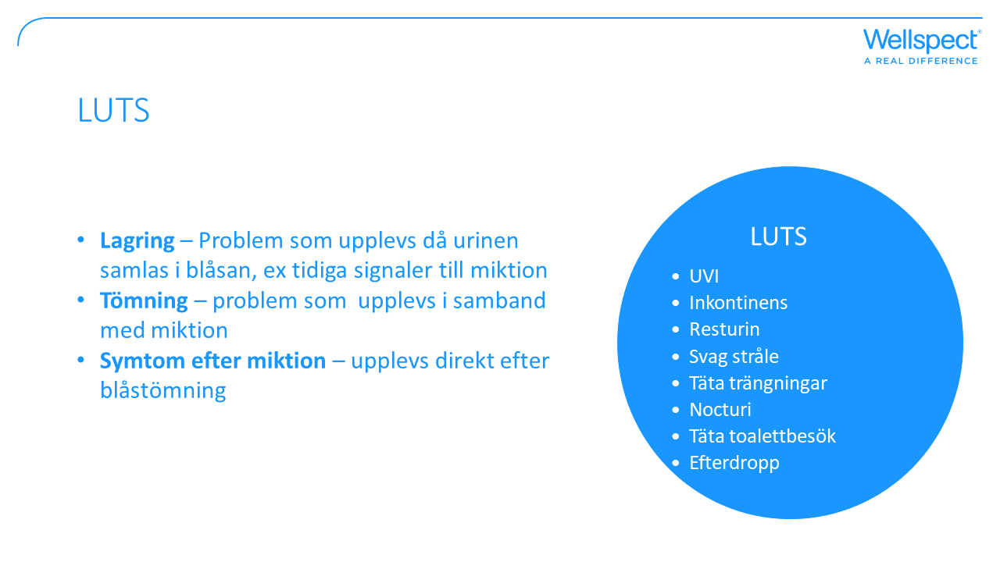 Wellspect®
A REAL DIFFERENCE
LUTS
• Lagring – Problem som upplevs då urinen
samlas i blåsan, ex tidiga signaler till miktion
• Tömning – problem som  upplevs i samband
med miktion
• Symtom efter miktion – upplevs direkt efter
blåstömning
LUTS
• UVI
• Inkontinens
• Resturin
• Svag stråle
• Täta trängningar
• Nocturi
• Täta toalettbesök
• Efterdropp